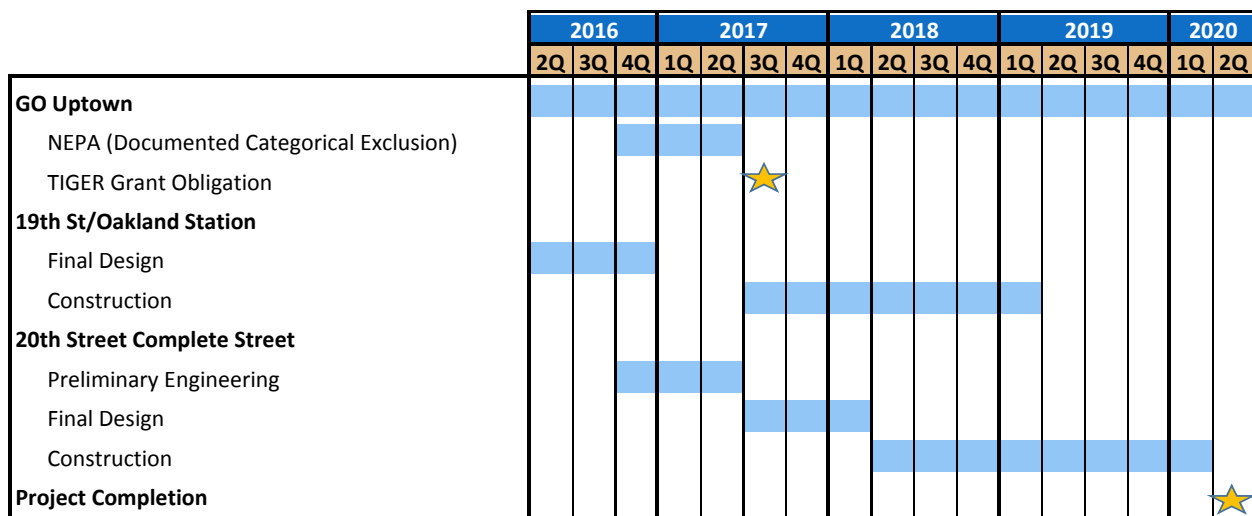 2016 2017 2018 2019 2020
2Q 3Q 4Q 1Q 2Q 3Q 4Q 1Q 2Q 3Q 4Q 1Q 2Q 3Q 4Q 1Q 2Q
GO Uptown
NEPA (Documented Categorical Exclusion)
TIGER Grant Obligation
19th St/Oakland Station
Final Design
Construction
20th Street Complete Street
Preliminary Engineering
Final Design
Construction
Project Completion